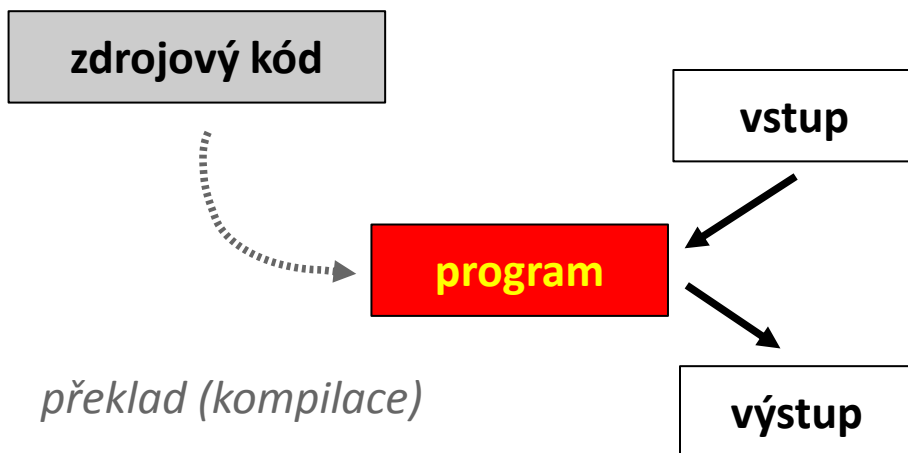 zdrojový kód
vstup
program
překlad (kompilace)
výstup